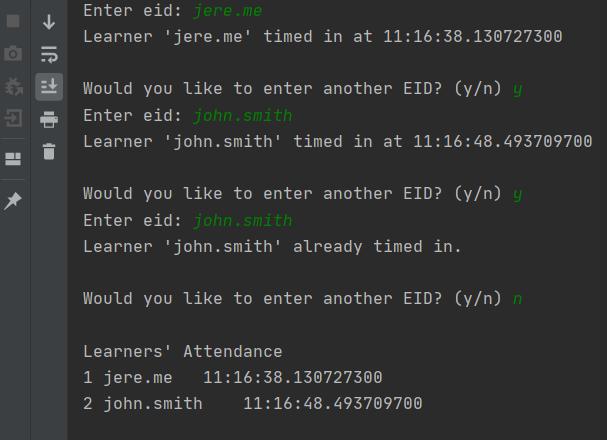 Enter eid: jere.me
Learner 'jere.me' timed in at 11:16:38.130727300
Would you like to enter another EID? (y/n) y
Enter eid: john.smith
Learner 'john.smith' timed in at 11:16:48.493709700
Would you like to enter another EID? (y/n) y
Enter eid: john.smith
Learner 'john.smith' already timed in.
Would you like to enter another EID? (y/n) n
Learners' Attendance
1 jere.me   11:16:38.130727300
2 john.smith    11:16:48.493709700